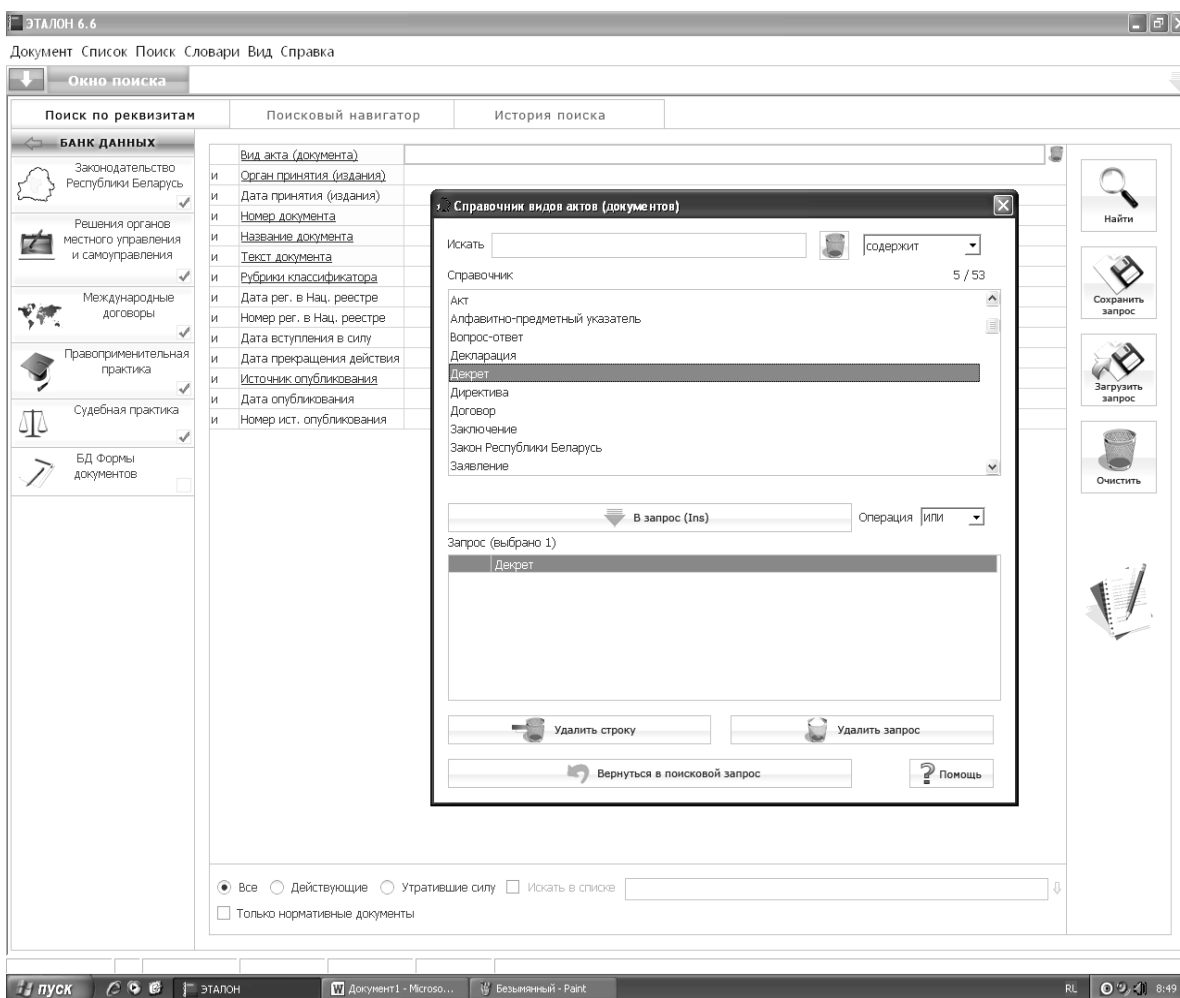 ЭТАЛОН 6.6
Документ Список Поиск Словари Вид Справка
Окно поиска
Поиск по реквизитам Поисковый навигатор История поиска
БАНК ДАННЫХ
Законодательство
Республики Беларусь
Решения органов
местного управления
и самоуправления
Международные
договоры
Правоприменительная
практика
Судебная практика
БД Формы
документов
Вид акта (документа)
и Орган принятия (издания)
и Дата принятия (издания)
и Номер документа
и Название документа
и Текст документа
и Рубрики классификатора
и Дата рег. в Нац. реестре
и Номер рег. в Нац. реестре
и Дата вступления в силу
и Дата прекращения действия
и Источник опубликования
и Дата опубликования
и Номер ист. опубликования
Справочник видов актов (документов)
Искать содержит
Справочник 5 / 53
Акт
Алфавитно-предметный указатель
Вопрос-ответ
Декларация
Декрет
Директива
Договор
Заключение
Закон Республики Беларусь
Заявление
В запрос (Ins) Операция ИЛИ
Запрос (выбрано 1)
Декрет
Удалить строку Удалить запрос
Вернуться в поисковой запрос Помощь
Найти
Сохранить
запрос
Загрузить
запрос
Очистить
Все Действующие Утратившие силу Искать в списке
Только нормативные документы
пуск ЭТАЛОН Документ1 - Microso... Безымянный - Paint RL 8:49